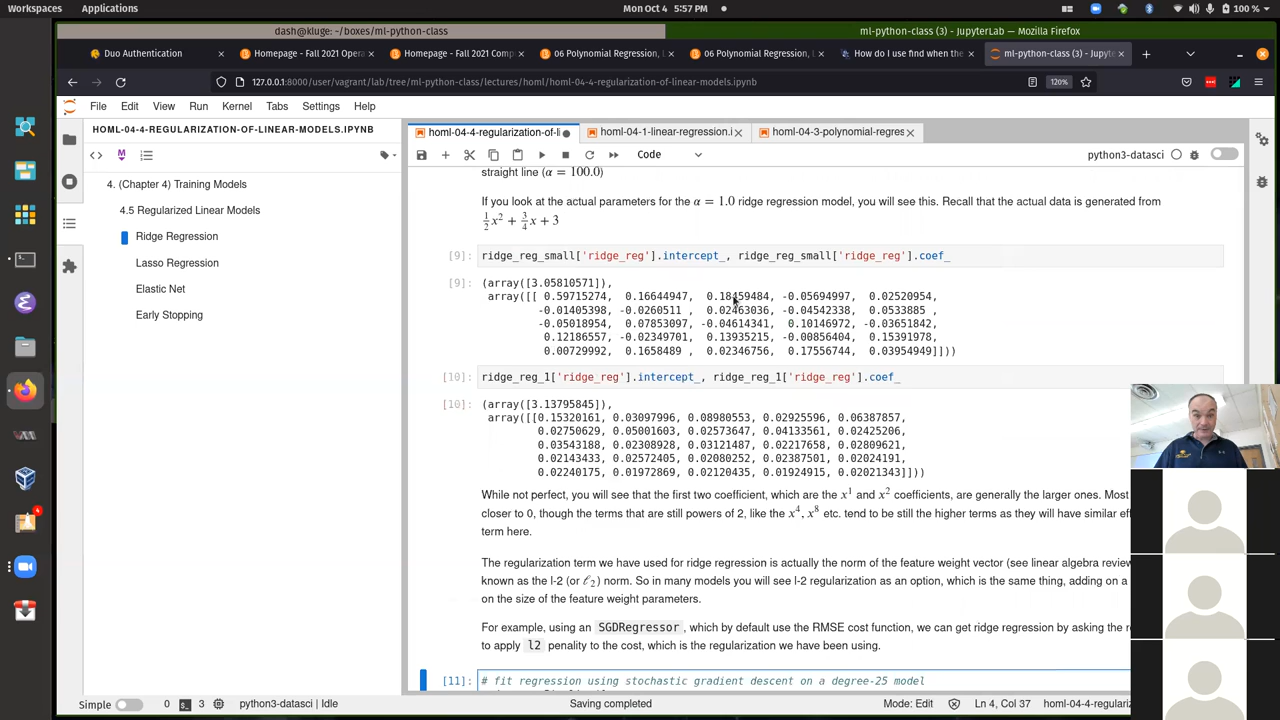 Workspaces Applications Mon Oct 4 5:57 PM 100 %
dash@kluge: ~/boxes/ml-python-class ml-python-class (3) - JupyterLab — Mozilla Firefox
Duo Authentication Homepage - Fall 2021 Oper Homepage - Fall 2021 Comp 06 Polynomial Regression, L 06 Polynomial Regression, L How do I use find when the ml-python-class (3) - Jupyte
127.0.0.1:8000/user/vagrant/lab/tree/ml-python-class/lectures/homl/homl-04-4-regularization-of-linear-models.ipynb 120%
File Edit View Run Kernel Tabs Settings Help
HOML-04-4-REGULARIZATION-OF-LINEAR-MODELS.IPYNB
homl-04-4-regularization-of-li homl-04-1-linear-regression.i homl-04-3-polynomial-regres
Code python3-datasci
4. (Chapter 4) Training Models
4.5 Regularized Linear Models
Ridge Regression
Lasso Regression
Elastic Net
Early Stopping
straight line (α = 100.0)
If you look at the actual parameters for the α = 1.0 ridge regression model, you will see this. Recall that the actual data is generated from
½x² + ¾x + 3
[9]: ridge_reg_small['ridge_reg'].intercept_, ridge_reg_small['ridge_reg'].coef_
[9]: (array([3.05810571]),
array([[ 0.59715274, 0.16644947, 0.18459484, -0.05694997, 0.02520954,
-0.01405398, -0.0260511 , 0.02463036, -0.04542338, 0.0533885 ,
-0.05018954, 0.07853097, -0.04614341, 0.10146972, -0.03651842,
0.12186557, -0.02349701, 0.13935215, -0.00856404, 0.15391978,
0.00729992, 0.1658489 , 0.02346756, 0.17556744, 0.03954949]]))
[10]: ridge_reg_1['ridge_reg'].intercept_, ridge_reg_1['ridge_reg'].coef_
[10]: (array([3.13795845]),
array([[0.15320161, 0.03097996, 0.08980553, 0.02925596, 0.06387857,
0.02750629, 0.05001603, 0.02573647, 0.04133561, 0.02425206,
0.03543188, 0.02308928, 0.03121487, 0.02217658, 0.02809621,
0.02143433, 0.02572405, 0.02080252, 0.02387501, 0.02024191,
0.02240175, 0.01972869, 0.02120435, 0.01924915, 0.02021343]]))
While not perfect, you will see that the first two coefficient, which are the x¹ and x² coefficients, are generally the larger ones. Most
closer to 0, though the terms that are still powers of 2, like the x⁴, x⁸ etc. tend to be still the higher terms as they will have similar ef
term here.
The regularization term we have used for ridge regression is actually the norm of the feature weight vector (see linear algebra review
known as the l-2 (or ℓ₂) norm. So in many models you will see l-2 regularization as an option, which is the same thing, adding on a
on the size of the feature weight parameters.
For example, using an SGDRegressor, which by default use the RMSE cost function, we can get ridge regression by asking the r
to apply l2 penality to the cost, which is the regularization we have been using.
[11]: # fit regression using stochastic gradient descent on a degree-25 model
Simple 0 3 python3-datasci | Idle Saving completed Mode: Edit Ln 4, Col 37 homl-04-4-regulariz